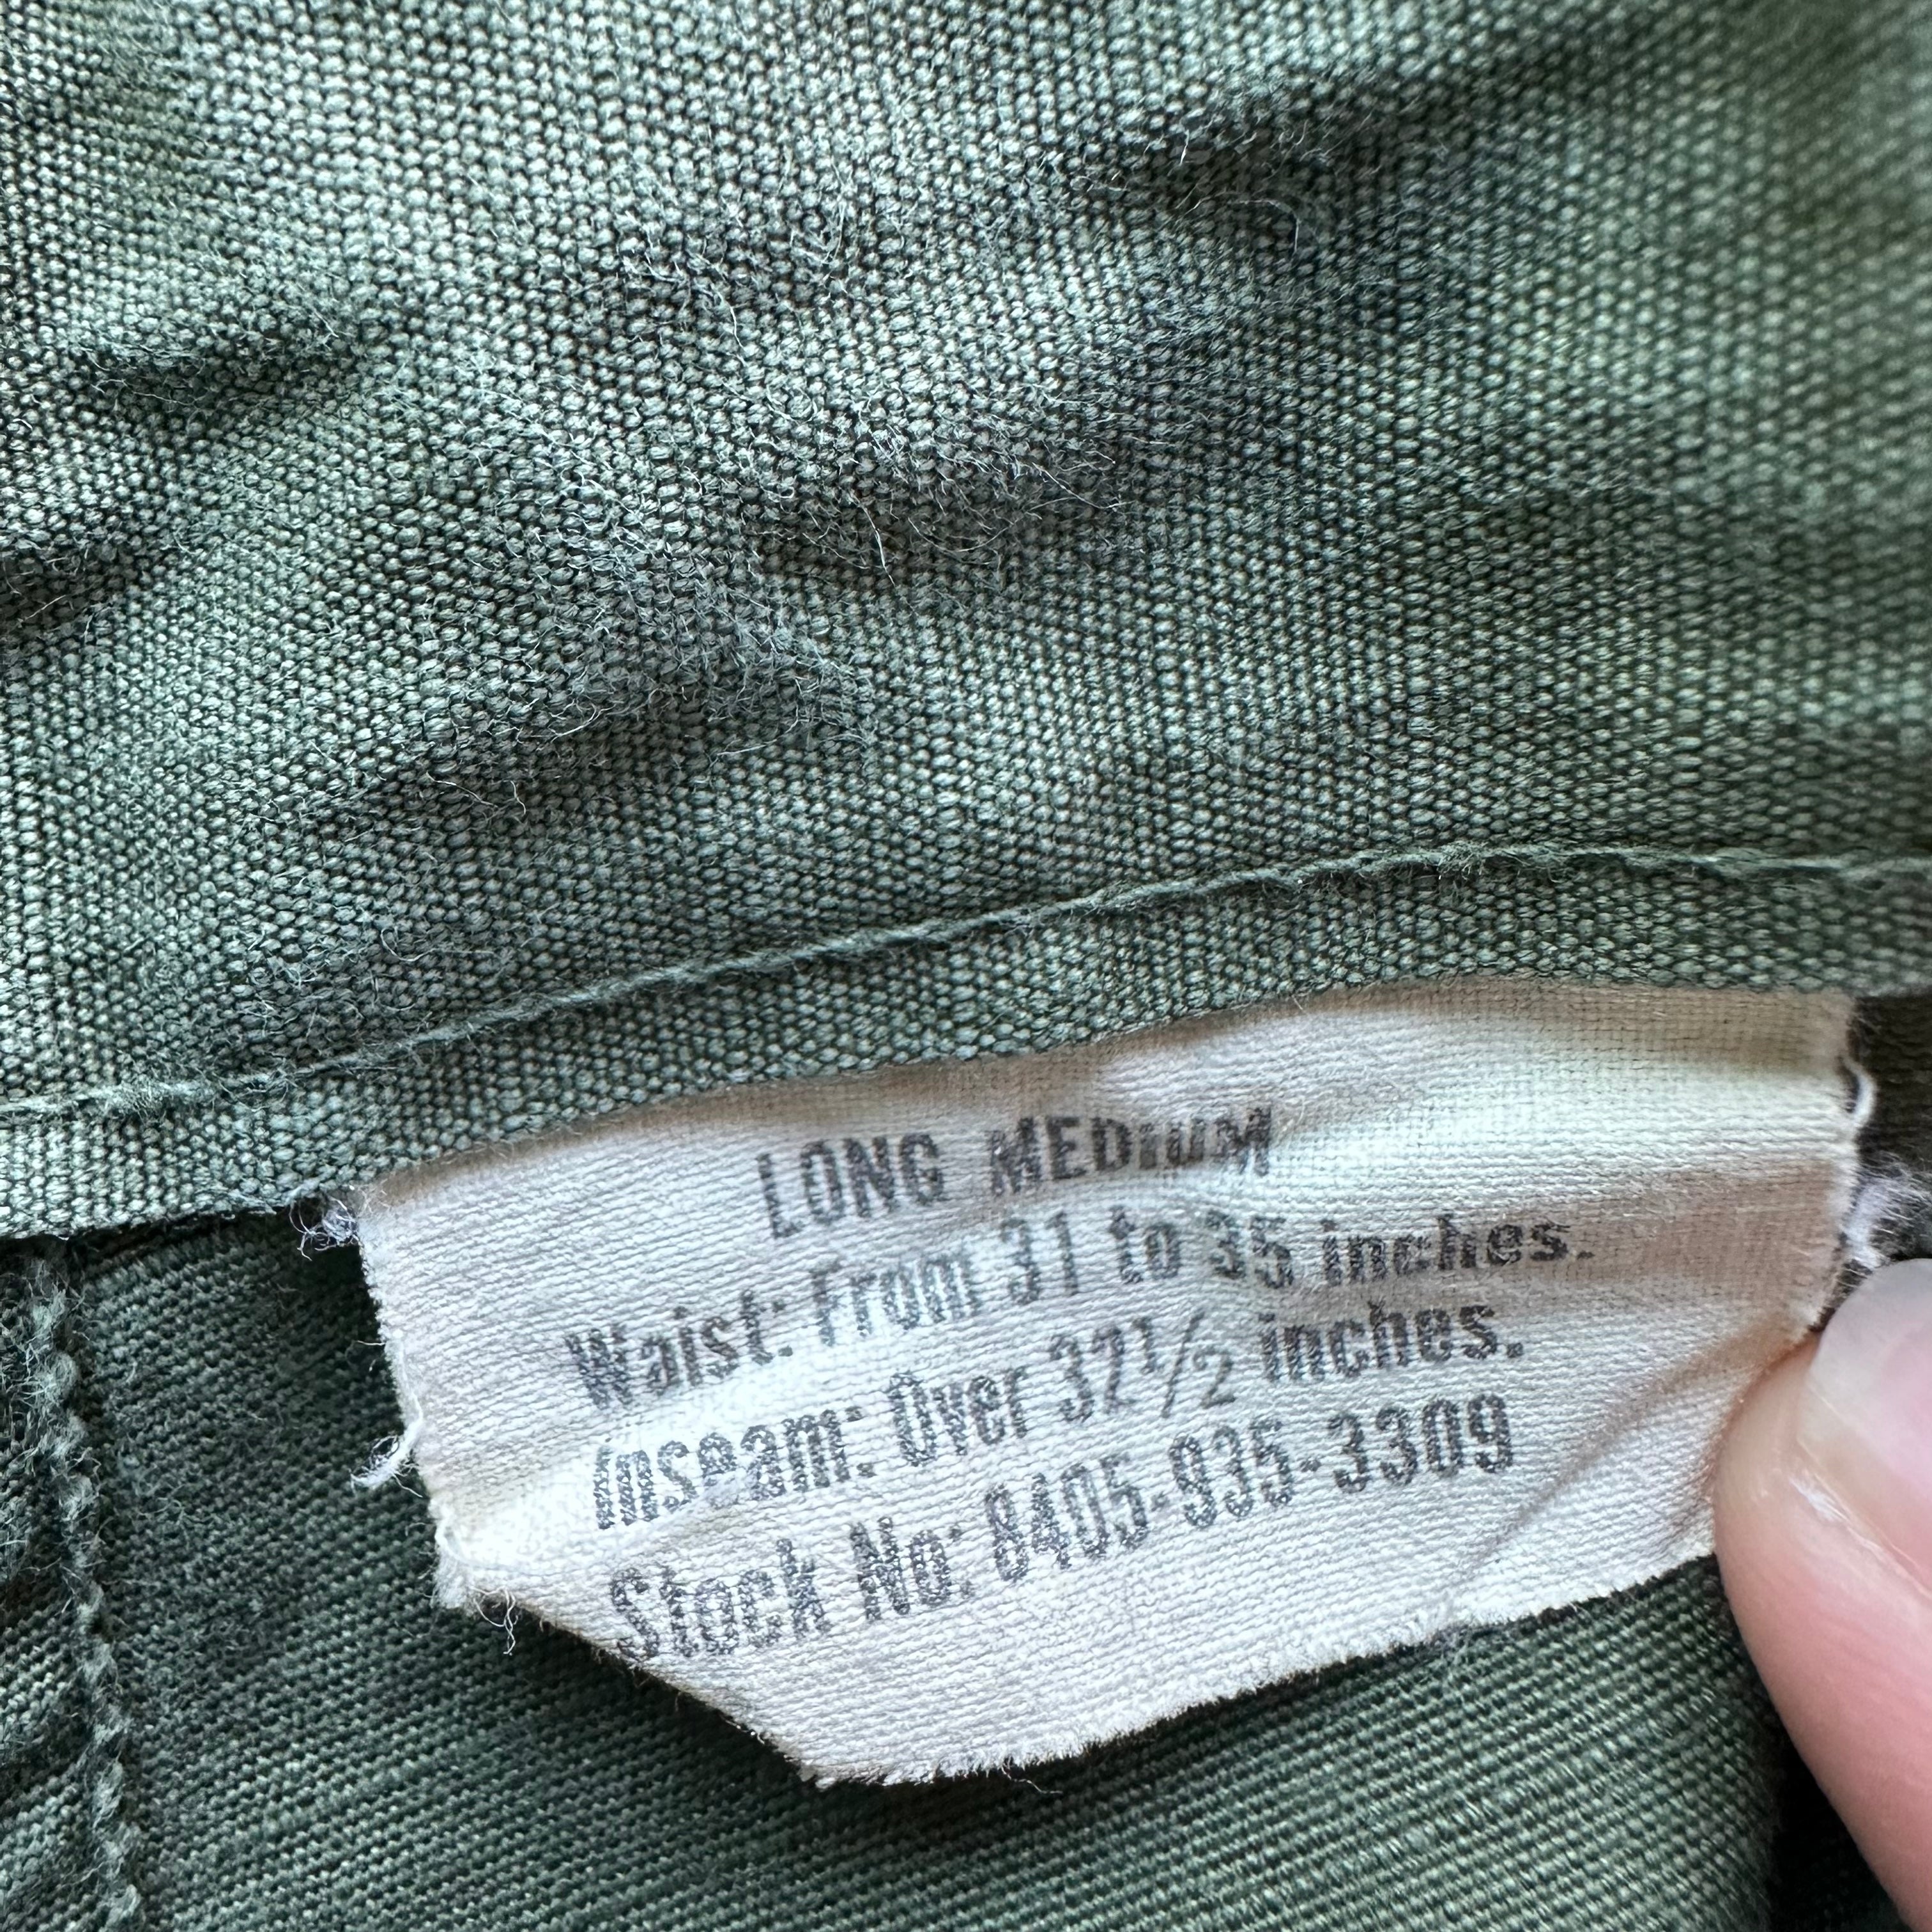 LONG MEDIUM
Waist: From 31 to 35 inches.
Inseam: Over 32½ inches.
Stock No: 8405-935-3309